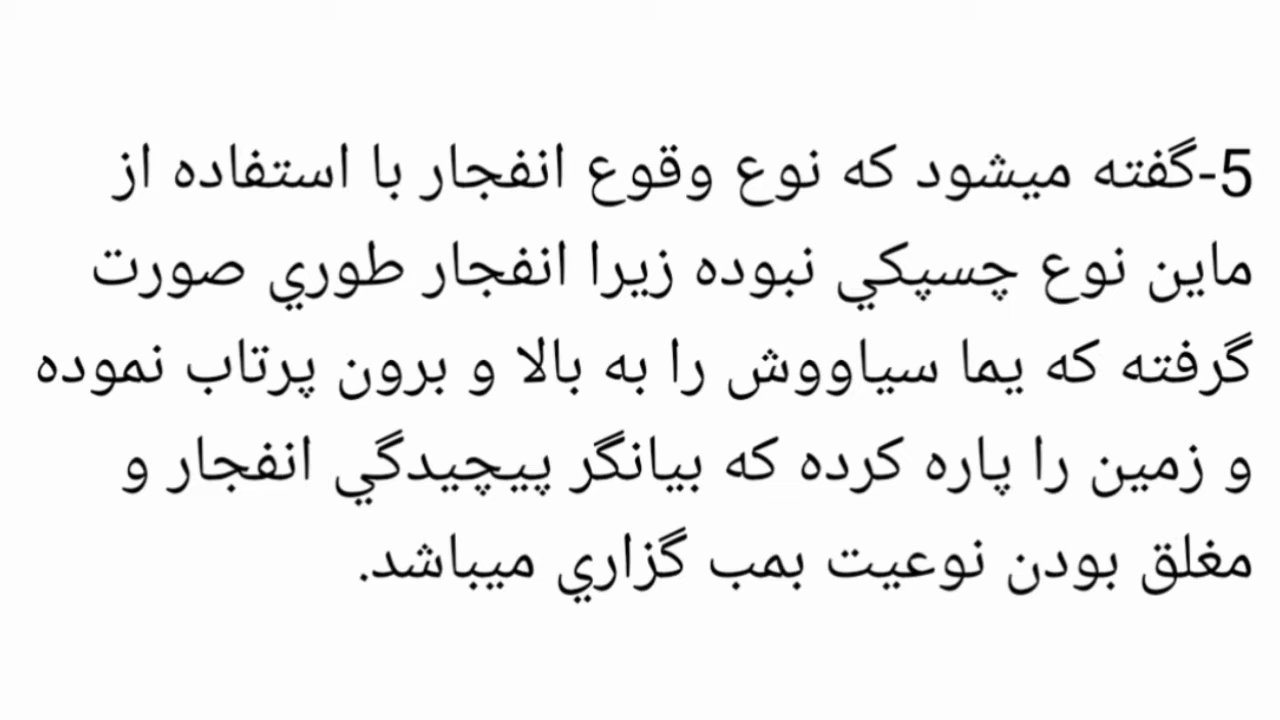 5-گفته میشود که نوع وقوع انفجار با استفاده از
ماین نوع چسپکي نبوده زیرا انفجار طوري صورت
گرفته که یما سیاووش را به بالا و برون پرتاب نموده
و زمین را پاره کرده که بیانگر پیچیدگي انفجار و
مغلق بودن نوعیت بمب گزاري میباشد.